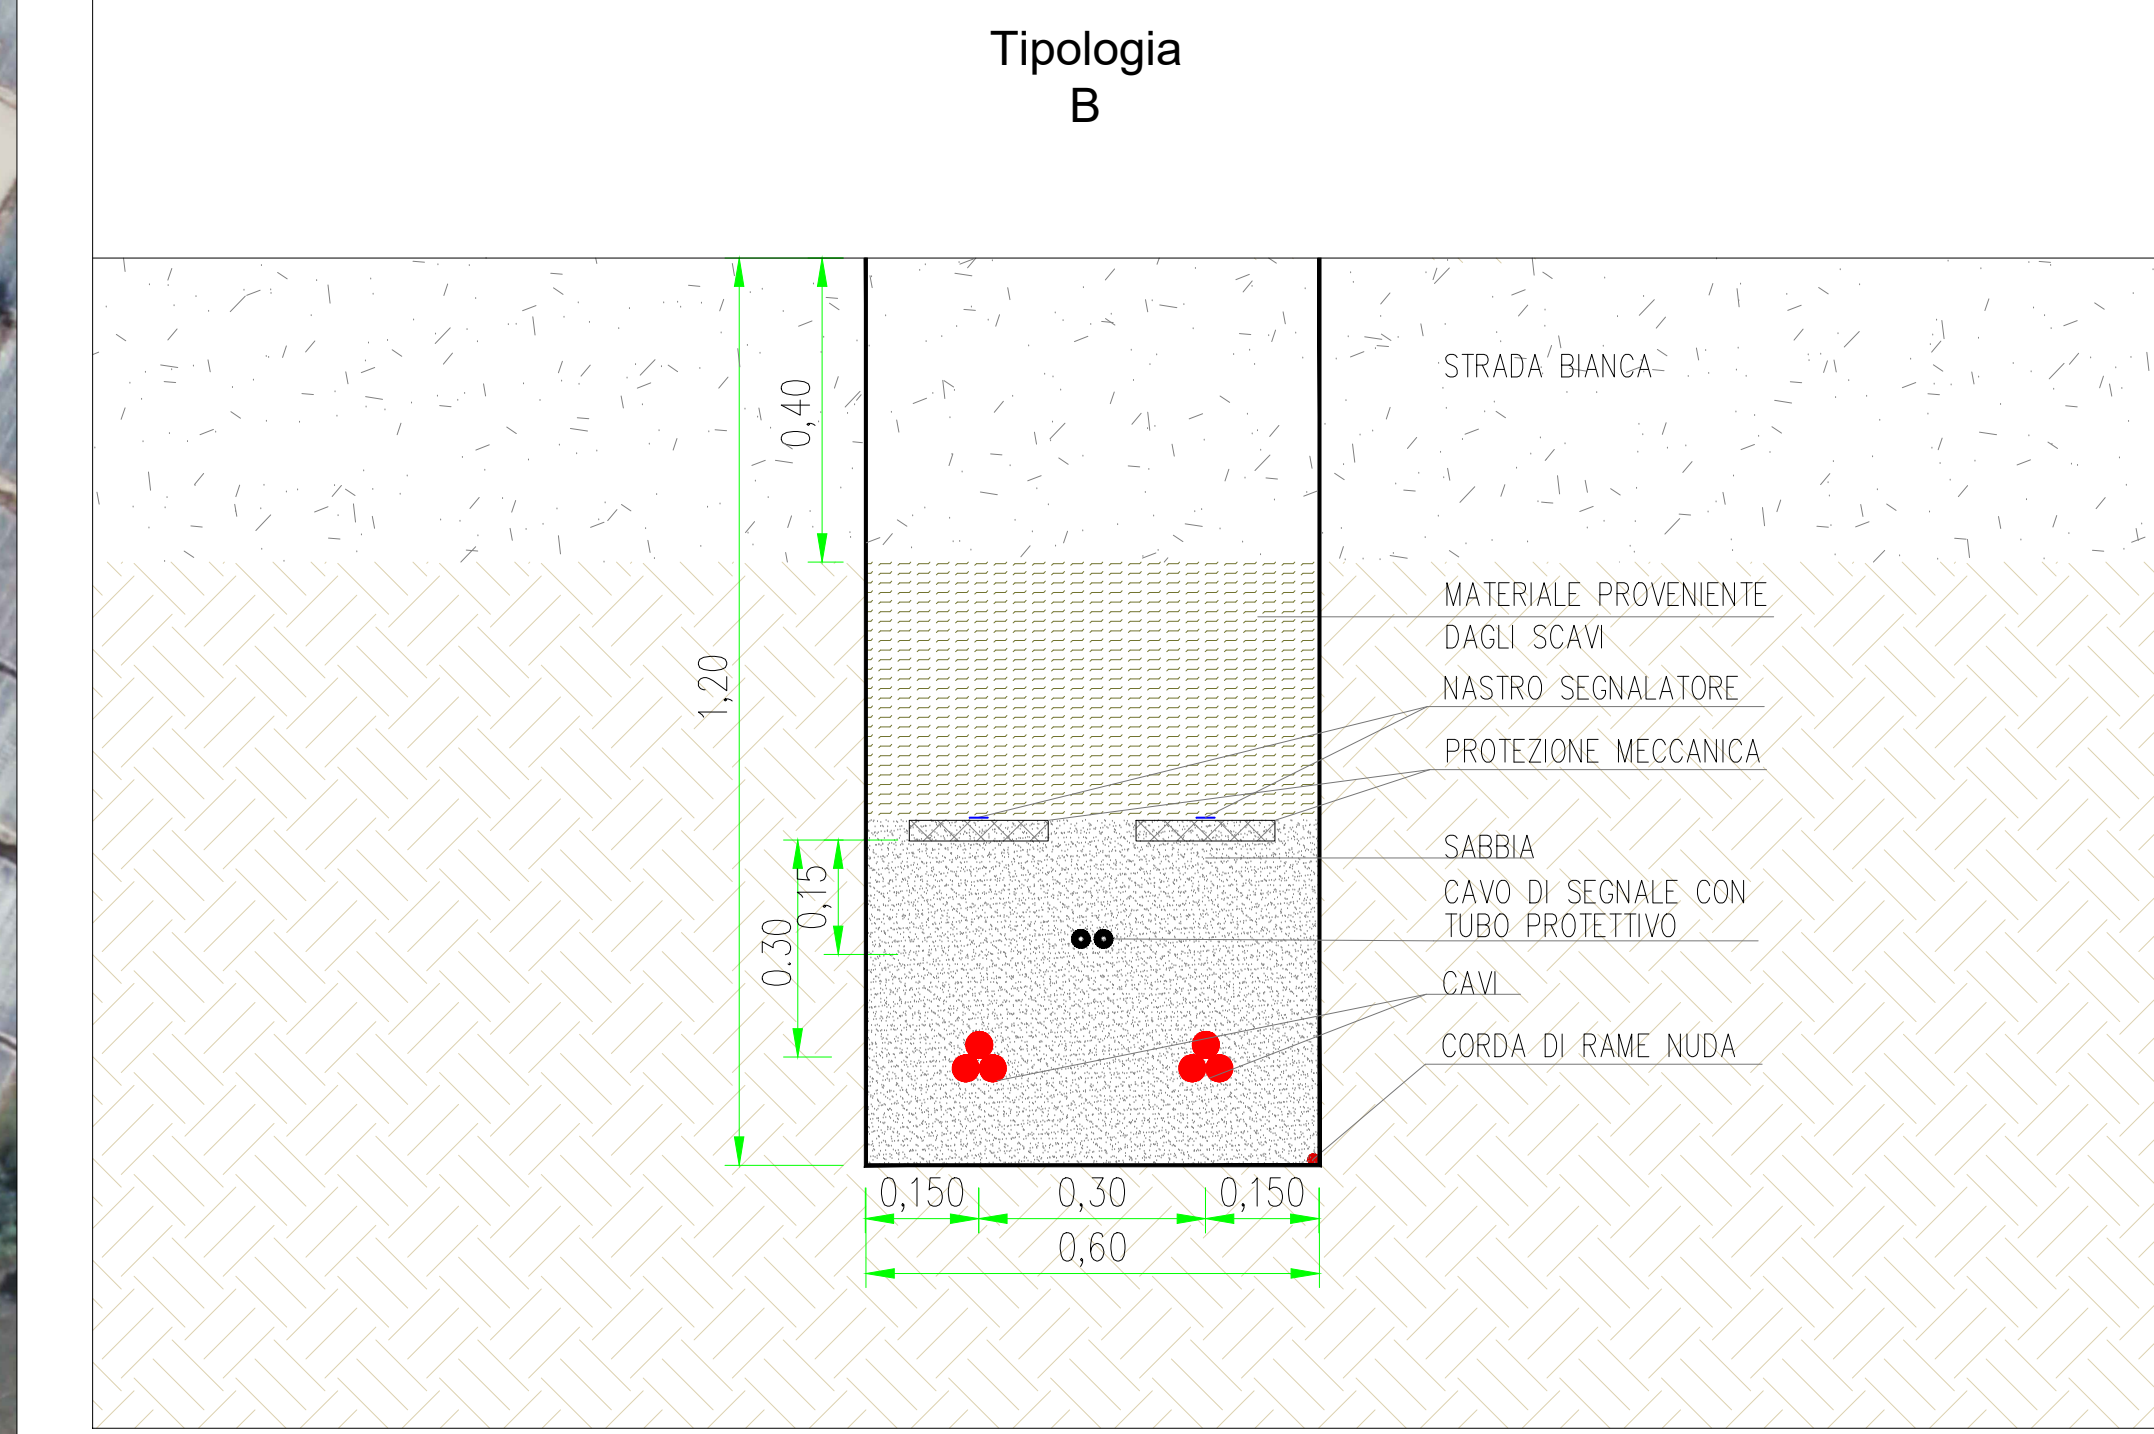 Tipologia
B
0,40
STRADA BIANCA
1,20
MATERIALE PROVENIENTE
DAGLI SCAVI
NASTRO SEGNALATORE
PROTEZIONE MECCANICA
SABBIA
0,15
0.30
CAVO DI SEGNALE CON
TUBO PROTETTIVO
CAVI
CORDA DI RAME NUDA
0,150 0,30 0,150
0,60